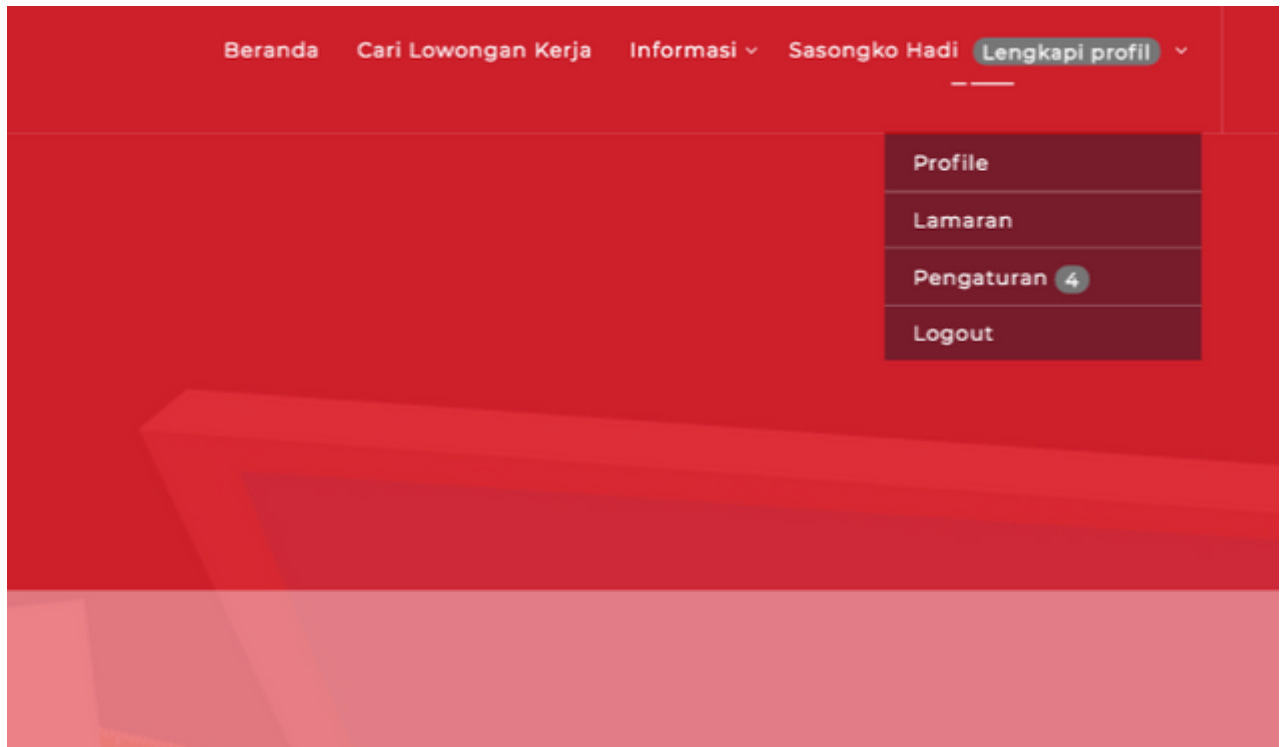 Beranda Cari Lowongan Kerja Informasi Sasongko Hadi Lengkapi profil
Profile
Lamaran
Pengaturan 4
Logout